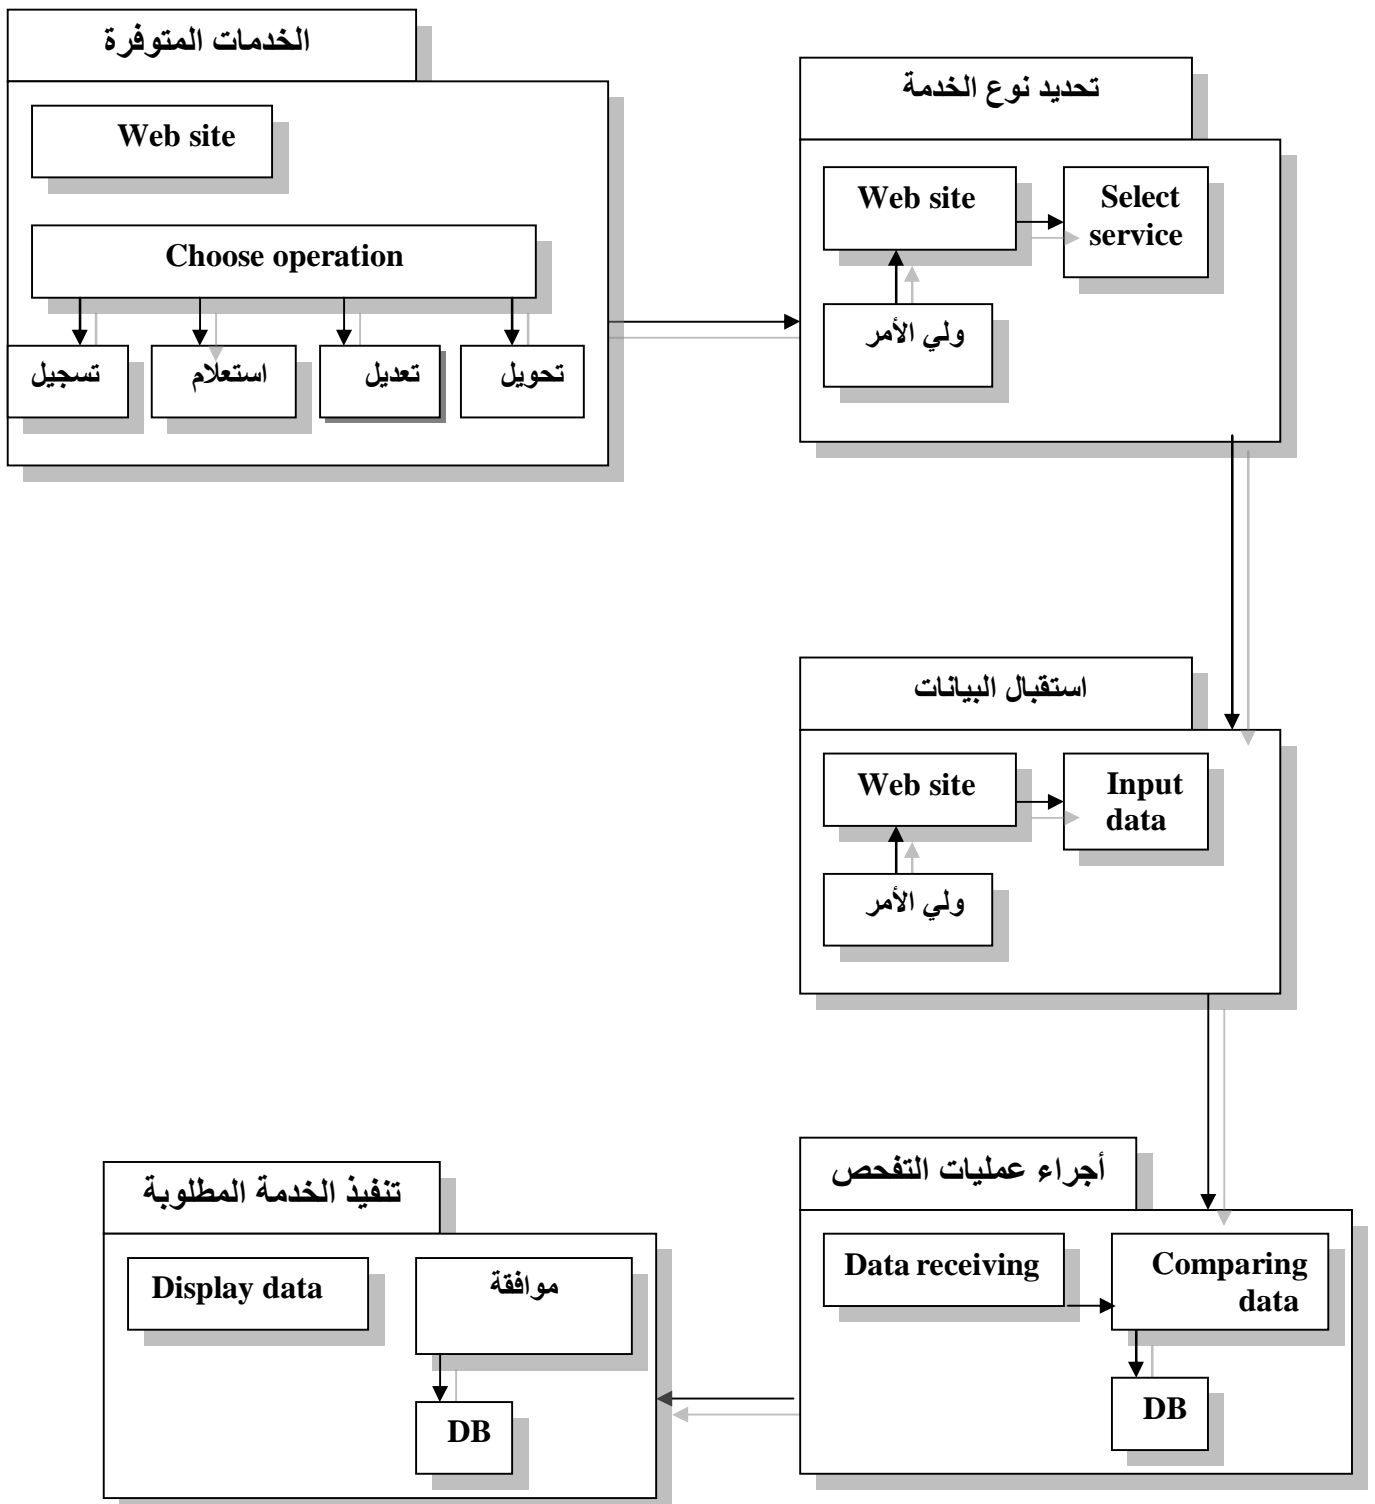 الخدمات المتوفرة
Web site
Choose operation
تسجيل
استعلام
تعديل
تحويل
تحديد نوع الخدمة
Web site
Select
service
ولي الأمر
استقبال البيانات
Web site
Input
data
ولي الأمر
أجراء عمليات التفحص
Data receiving
Comparing
data
DB
تنفيذ الخدمة المطلوبة
Display data
موافقة
DB